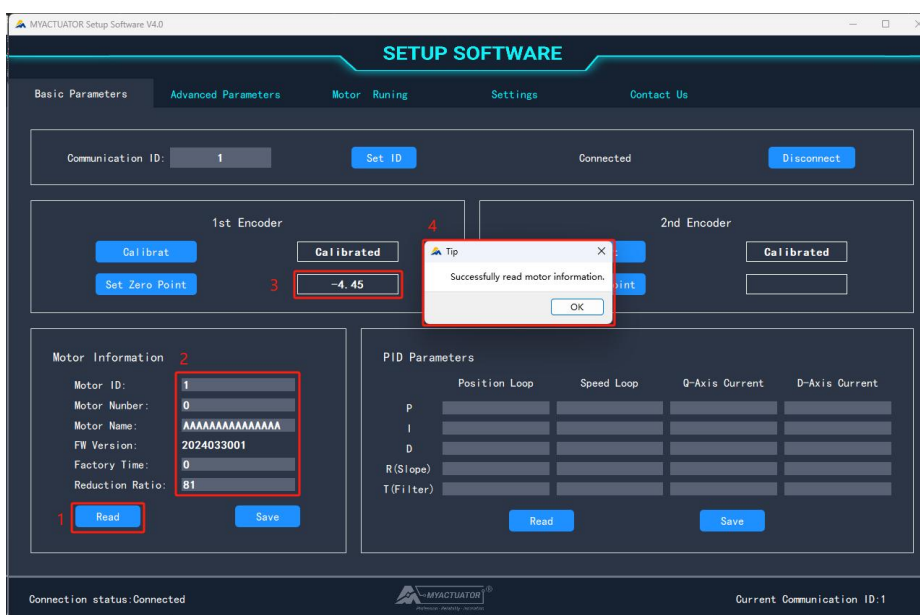 MYACTUATOR Setup Software V4.0
SETUP SOFTWARE
Basic Parameters Advanced Parameters Motor Runing Settings Contact Us
Communication ID: 1 Set ID Connected Disconnect
1st Encoder
4
2nd Encoder
Calibrat Calibrated
Set Zero Point 3 -4.45
Tip
Successfully read motor information.
OK
Calibrated
Motor Information 2
Motor ID: 1
Motor Nunber: 0
Motor Name: AAAAAAAAAAAAAAA
FW Version: 2024033001
Factory Time: 0
Reduction Ratio: 81
1 Read Save
PID Parameters
Position Loop Speed Loop Q-Axis Current D-Axis Current
P
I
D
R(Slope)
T(Filter)
Read Save
Connection status:Connected
MYACTUATOR®
Current Communication ID:1